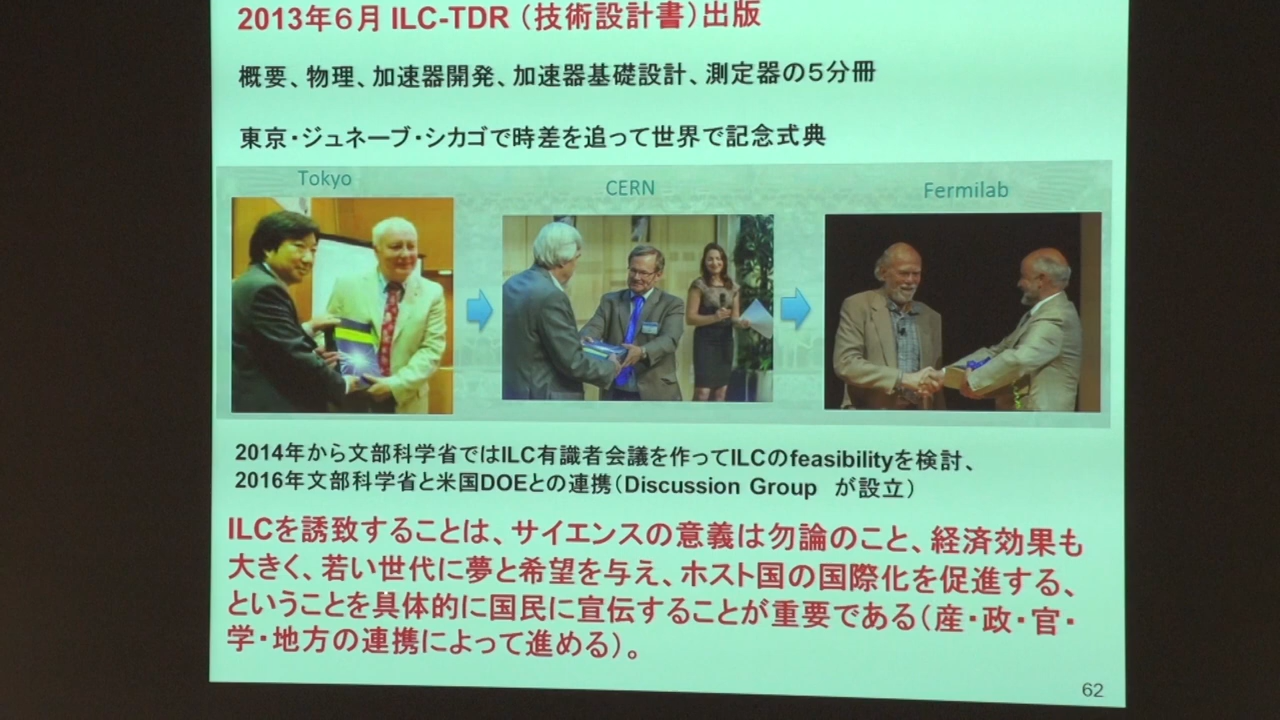 2013年６月 ILC-TDR（技術設計書）出版
概要、物理、加速器開発、加速器基礎設計、測定器の５分冊
東京・ジュネーブ・シカゴで時差を追って世界で記念式典
Tokyo
CERN
Fermilab
2014年から文部科学省ではILC有識者会議を作ってILCのfeasibilityを検討、
2016年文部科学省と米国DOEとの連携（Discussion Group　が設立）
ILCを誘致することは、サイエンスの意義は勿論のこと、経済効果も
大きく、若い世代に夢と希望を与え、ホスト国の国際化を促進する、
ということを具体的に国民に宣伝することが重要である（産・政・官・
学・地方の連携によって進める）。
62